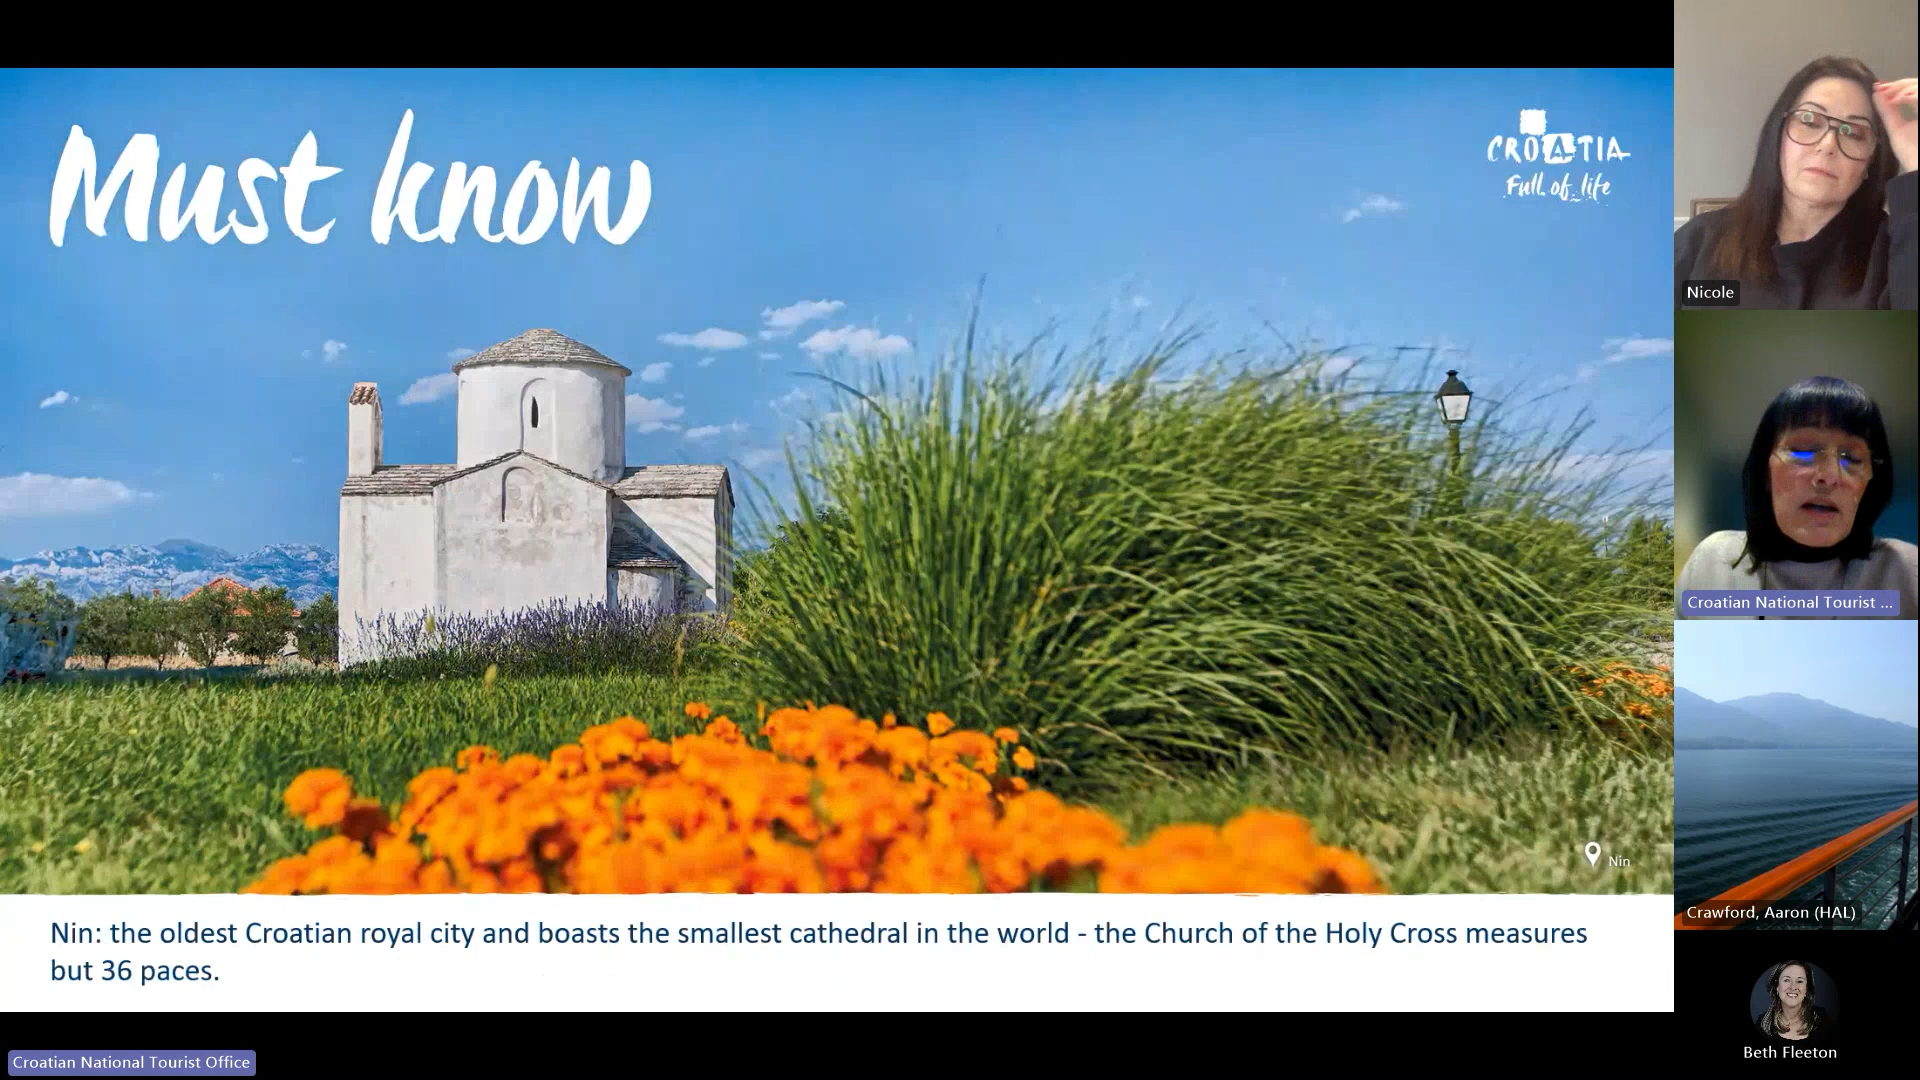 Must know
CROATIA
Full of life
Nin
Nin: the oldest Croatian royal city and boasts the smallest cathedral in the world - the Church of the Holy Cross measures
but 36 paces.
Croatian National Tourist Office
Nicole
Croatian National Tourist ...
Crawford, Aaron (HAL)
Beth Fleeton